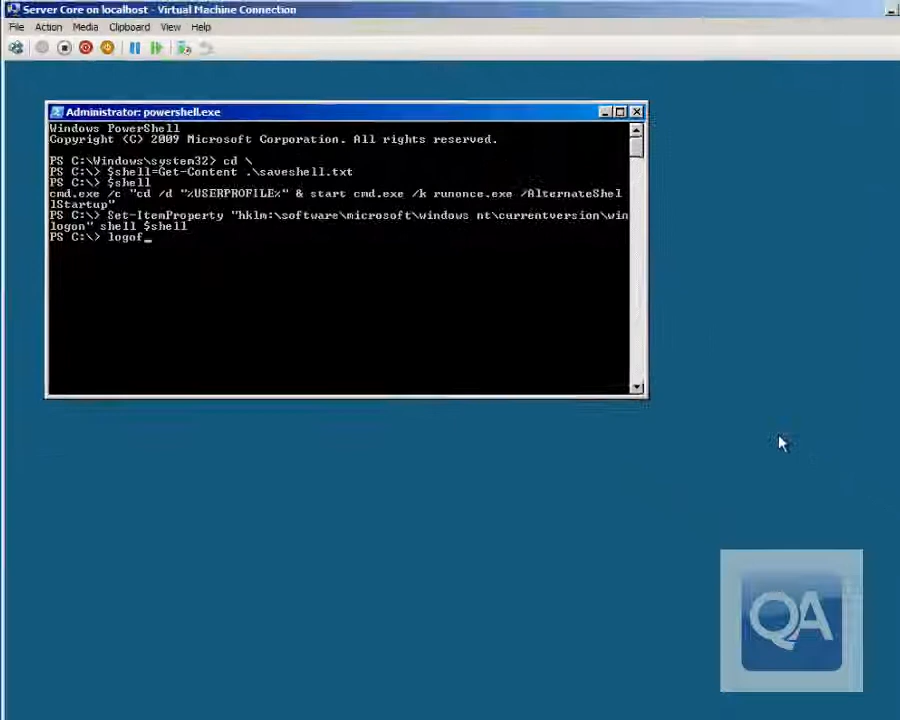 Server Core on localhost - Virtual Machine Connection
File Action Media Clipboard View Help
Administrator: powershell.exe
Windows PowerShell
Copyright (C) 2009 Microsoft Corporation. All rights reserved.
PS C:\Windows\system32> cd \
PS C:\> $shell=Get-Content .\saveshell.txt
PS C:\> $shell
cmd.exe /c "cd /d "%USERPROFILE%" & start cmd.exe /k runonce.exe /AlternateShel
lStartup"
PS C:\> Set-ItemProperty "hklm:\software\microsoft\windows nt\currentversion\win
logon" shell $shell
PS C:\> logof_
QA